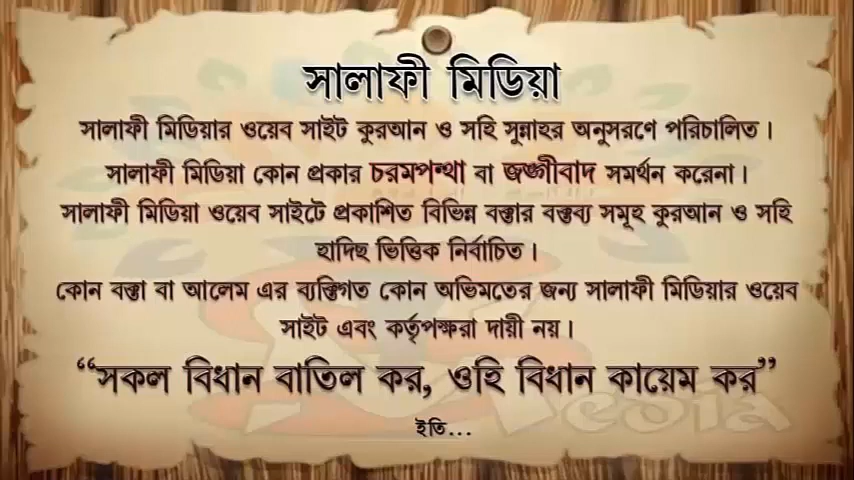 সালাফী মিডিয়া
সালাফী মিডিয়ার ওয়েব সাইট কুরআন ও সহি সুন্নাহর অনুসরণে পরিচালিত।
সালাফী মিডিয়া কোন প্রকার চরমপন্থা বা জঙ্গীবাদ সমর্থন করেনা।
সালাফী মিডিয়া ওয়েব সাইটে প্রকাশিত বিভিন্ন বক্তার বক্তব্য সমূহ কুরআন ও সহি
হাদিছ ভিত্তিক নির্বাচিত।
কোন বক্তা বা আলেম এর ব্যক্তিগত কোন অভিমতের জন্য সালাফী মিডিয়ার ওয়েব
সাইট এবং কর্তৃপক্ষরা দায়ী নয়।
“সকল বিধান বাতিল কর, ওহি বিধান কায়েম কর”
ইতি...